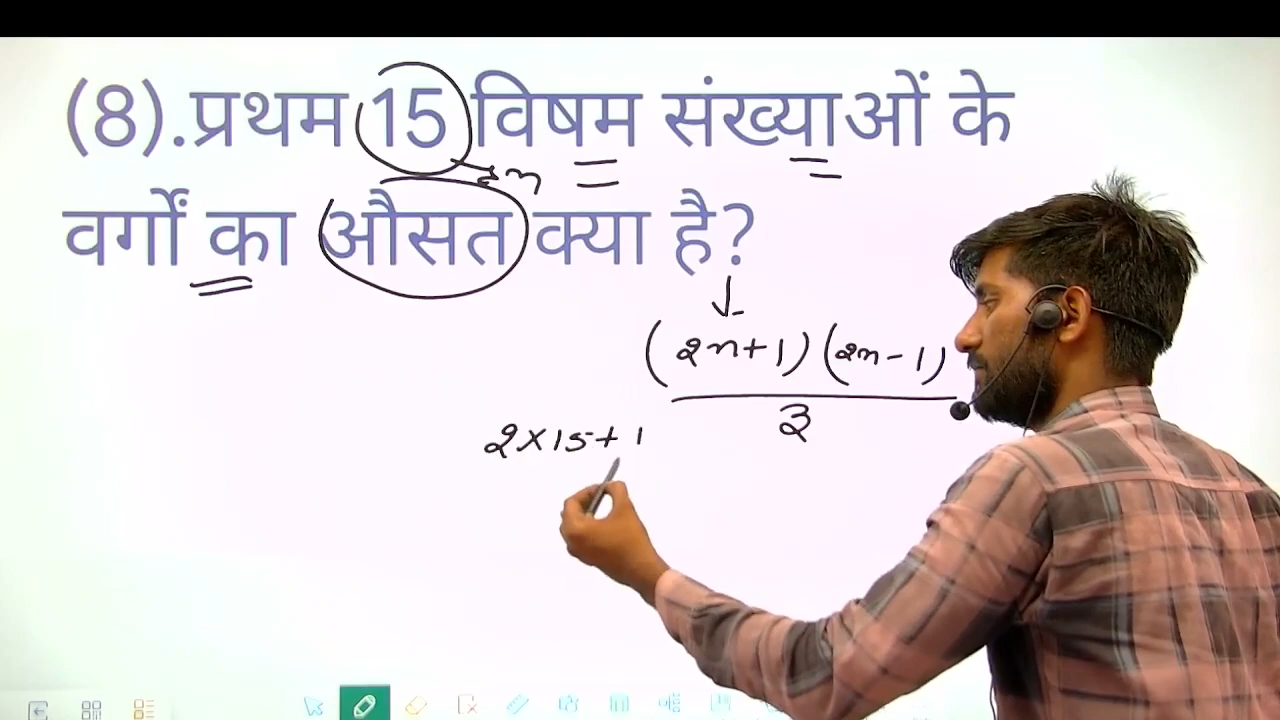 (8).प्रथम 15 विषम संख्याओं के
n
वर्गों का औसत क्या है?
(2n+1)(2n-1)
3
2×15+1